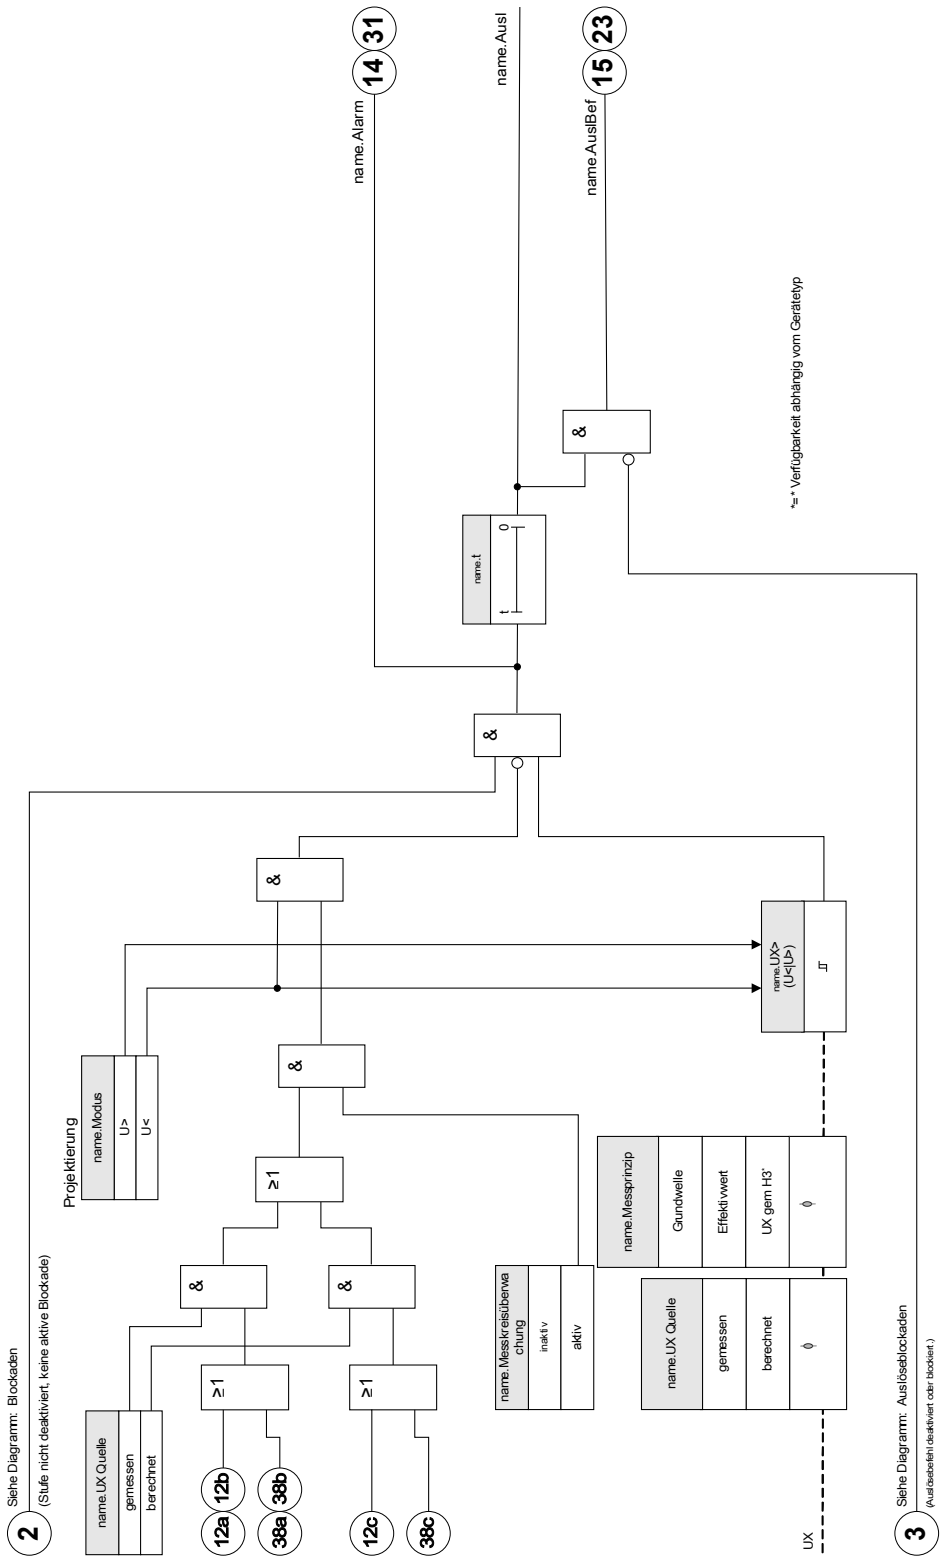 2
Siehe Diagramm: Blockaden
(Stufe nicht deaktiviert, keine aktive Blockade)
name.UX Quelle
gemessen
berechnet
12a
12b
38a
38b
12c
38c
≥1
≥1
&
&
≥1
Projektierung
name.Modus
U>
U<
&
&
name.Messkreisüberwa
chung
inaktiv
aktiv
UX
name.UX Quelle
gemessen
berechnet
ϕ
name.Messprinzip
Grundwelle
Effektivwert
UX gem H3*
ϕ
name.UX>
(U<|U>)
&
name.t
t
0
&
name.Alarm
14
31
name.Ausl
name.AuslBef
15
23
*=* Verfügbarkeit abhängig vom Gerätetyp
3
Siehe Diagramm: Auslöseblockaden
(Auslösebefehl deaktiviert oder blockiert.)